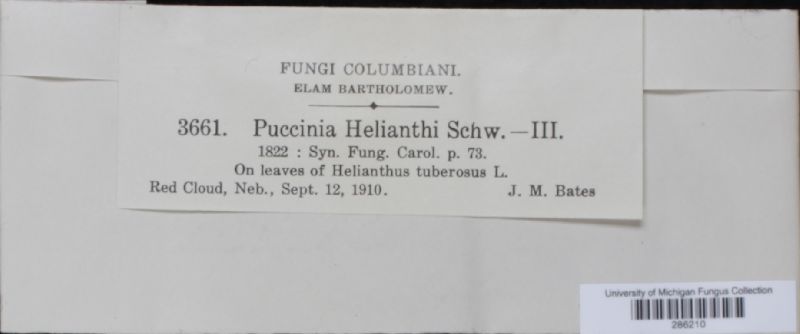 FUNGI COLUMBIANI.
ELAM BARTHOLOMEW.
3661. Puccinia Helianthi Schw.—III.
1822 : Syn. Fung. Carol. p. 73.
On leaves of Helianthus tuberosus L.
Red Cloud, Neb., Sept. 12, 1910. J. M. Bates
University of Michigan Fungus Collection
286210